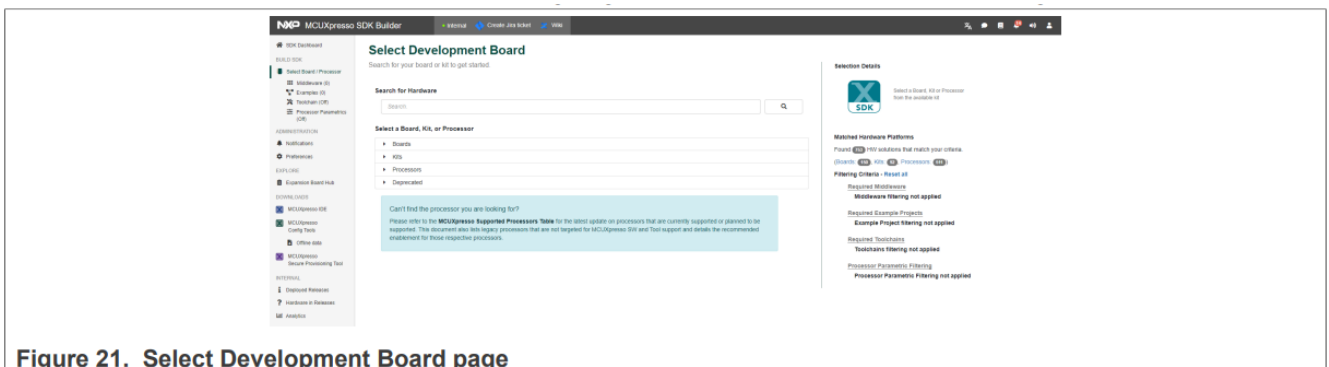 NXP MCUXpresso SDK Builder
Internal
Create Jira ticket
Wiki
SDK Dashboard
BUILD SDK
Select Board / Processor
Middleware (0)
Examples (0)
Toolchain (Off)
Processor Parametrics
(Off)
ADMINISTRATION
Notifications
Preferences
EXPLORE
Expansion Board Hub
DOWNLOADS
MCUXpresso IDE
MCUXpresso
Config Tools
Offline data
MCUXpresso
Secure Provisioning Tool
INTERNAL
Deployed Releases
Hardware in Releases
Analytics
Select Development Board
Search for your board or kit to get started.
Search for Hardware
Search
Select a Board, Kit, or Processor
Boards
Kits
Processors
Deprecated
Can't find the processor you are looking for?
Please refer to the MCUXpresso Supported Processors Table for the latest update on processors that are currently supported or planned to be
supported. This document also lists legacy processors that are not targeted for MCUXpresso SW and Tool support and details the recommended
enablement for those respective processors.
Selection Details
SDK
Select a Board, Kit or Processor
from the available list
Matched Hardware Platforms
Found HW solutions that match your criteria.
(Boards: Kits: Processors: )
Filtering Criteria - Reset all
Required Middleware
Middleware filtering not applied
Required Example Projects
Example Project filtering not applied
Required Toolchains
Toolchains filtering not applied
Processor Parametric Filtering
Processor Parametric Filtering not applied
Figure 21. Select Development Board page